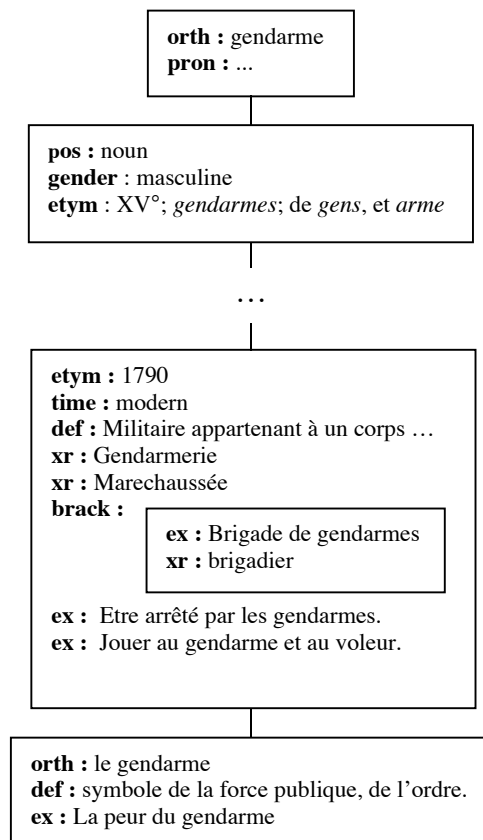 orth : gendarme
pron : ...
pos : noun
gender : masculine
etym : XV°; gendarmes; de gens, et arme
...
etym : 1790
time : modern
def : Militaire appartenant à un corps …
xr : Gendarmerie
xr : Marechaussée
brack :
ex : Brigade de gendarmes
xr : brigadier
ex : Etre arrêté par les gendarmes.
ex : Jouer au gendarme et au voleur.
orth : le gendarme
def : symbole de la force publique, de l'ordre.
ex : La peur du gendarme